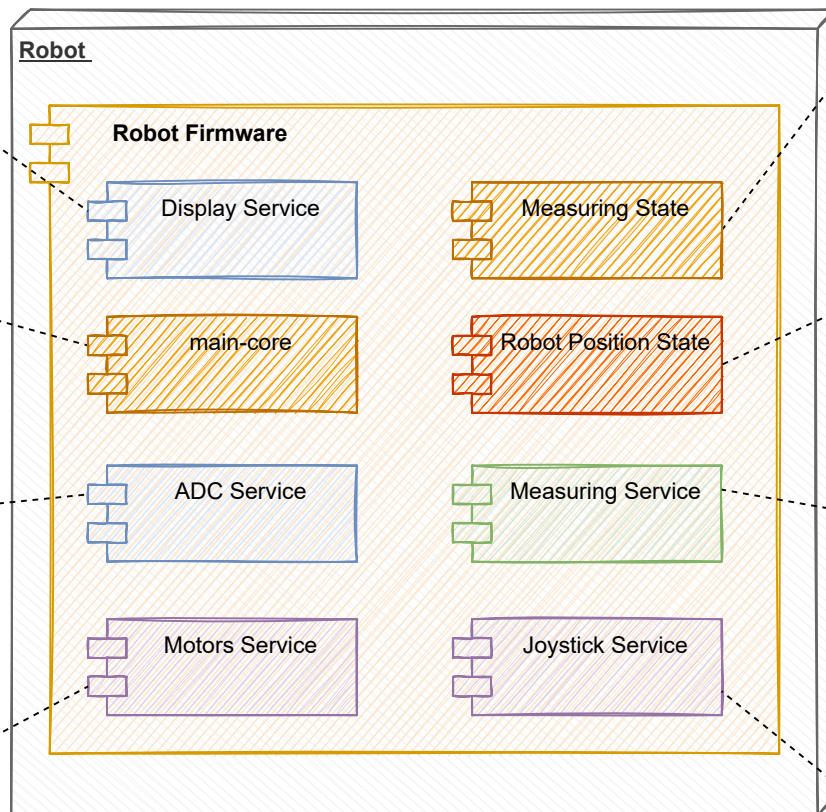 Robot
Robot Firmware
Display Service
Measuring State
main-core
Robot Position State
ADC Service
Measuring Service
Motors Service
Joystick Service